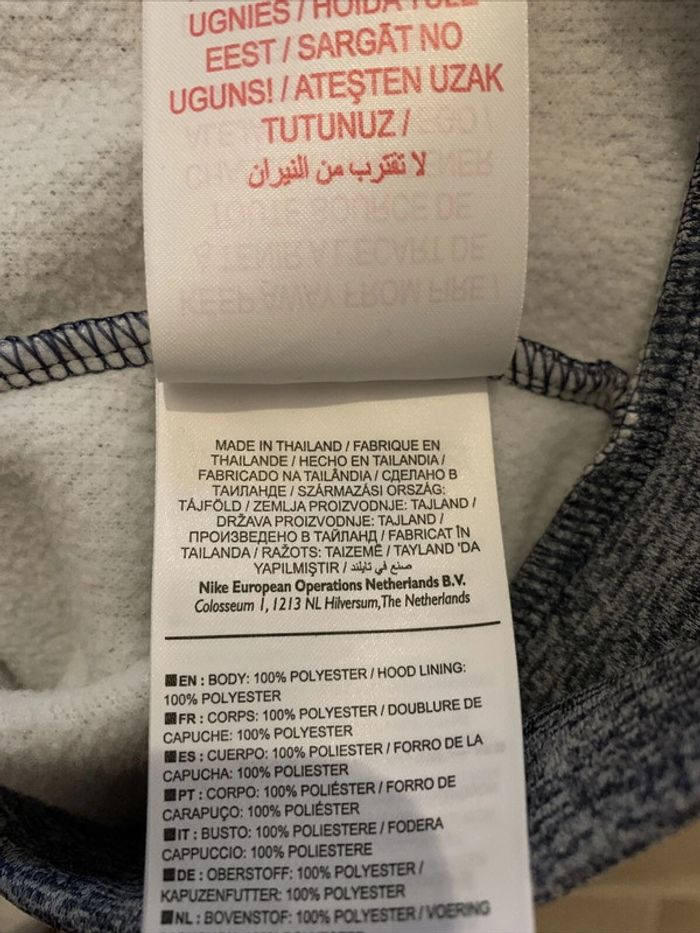 UGNIES / HOIDA TULE
EEST / SARGĀT NO
UGUNS! / ATEŞTEN UZAK
TUTUNUZ /
لا تقترب من النيران
MADE IN THAILAND / FABRIQUE EN
THAILANDE / HECHO EN TAILANDIA /
FABRICADO NA TAILÂNDIA / СДЕЛАНО В
ТАИЛАНДЕ / SZÁRMAZÁSI ORSZÁG:
TÁJFÖLD / ZEMLJA PROIZVODNJE: TAJLAND /
DRŽAVA PROIZVODNJE: TAJLAND /
ПРОИЗВЕДЕНО В ТАЙЛАНД / FABRICAT ÎN
TAILANDA / RAŽOTS: TAIZEMĒ / TAYLAND 'DA
YAPILMIŞTIR / صنع في تايلند
Nike European Operations Netherlands B.V.
Colosseum 1, 1213 NL Hilversum, The Netherlands
EN : BODY: 100% POLYESTER / HOOD LINING:
100% POLYESTER
FR : CORPS: 100% POLYESTER / DOUBLURE DE
CAPUCHE: 100% POLYESTER
ES : CUERPO: 100% POLIESTER / FORRO DE LA
CAPUCHA: 100% POLIESTER
PT : CORPO: 100% POLIÉSTER / FORRO DE
CARAPUÇO: 100% POLIÉSTER
IT : BUSTO: 100% POLIESTERE / FODERA
CAPPUCCIO: 100% POLIESTERE
DE : OBERSTOFF: 100% POLYESTER /
KAPUZENFUTTER: 100% POLYESTER
NL : BOVENSTOF: 100% POLYESTER / VOERING